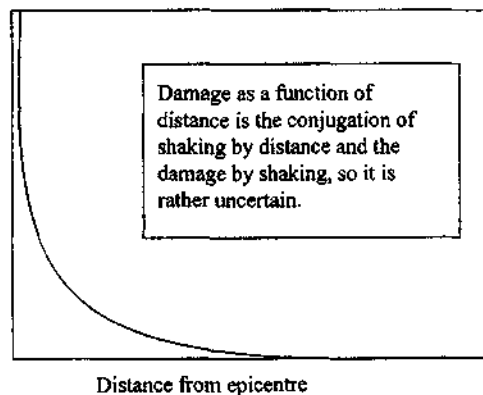 Damage as a function of
distance is the conjugation of
shaking by distance and the
damage by shaking, so it is
rather uncertain.
Distance from epicentre